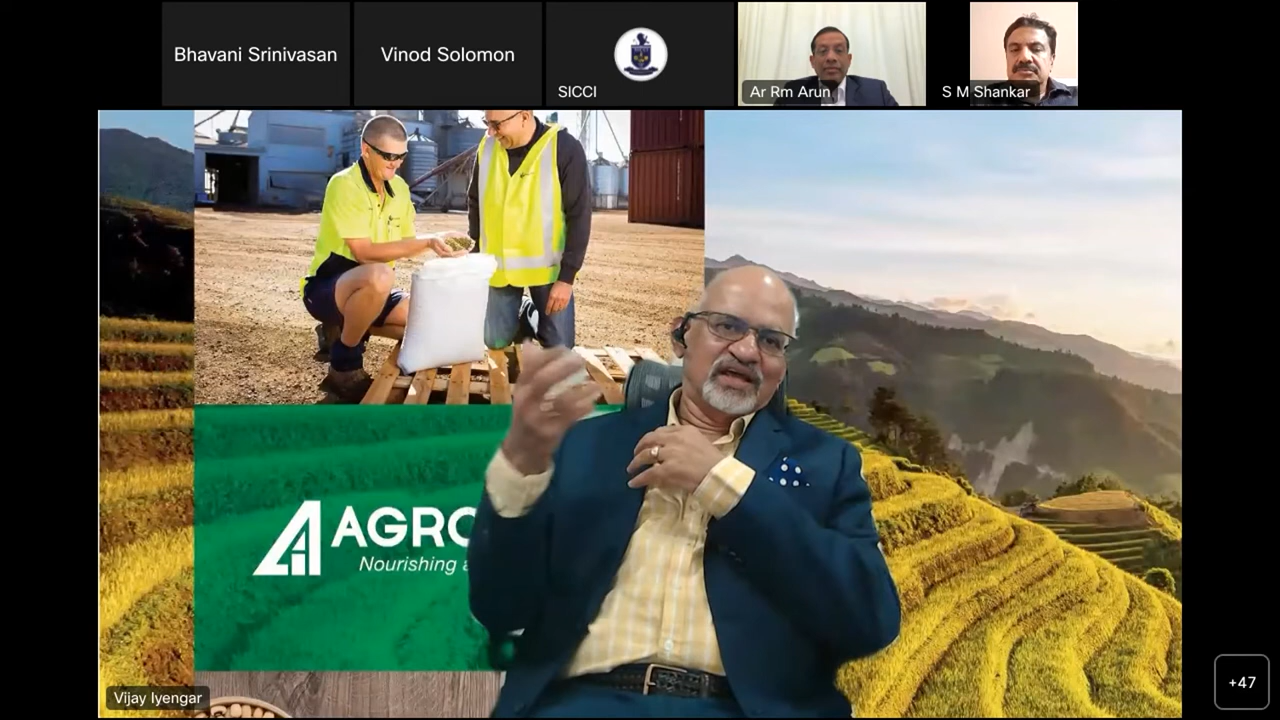 Bhavani Srinivasan
Vinod Solomon
SICCI
Ar Rm Arun
S M Shankar
AGRO
Nourishing a
Vijay Iyengar
+47